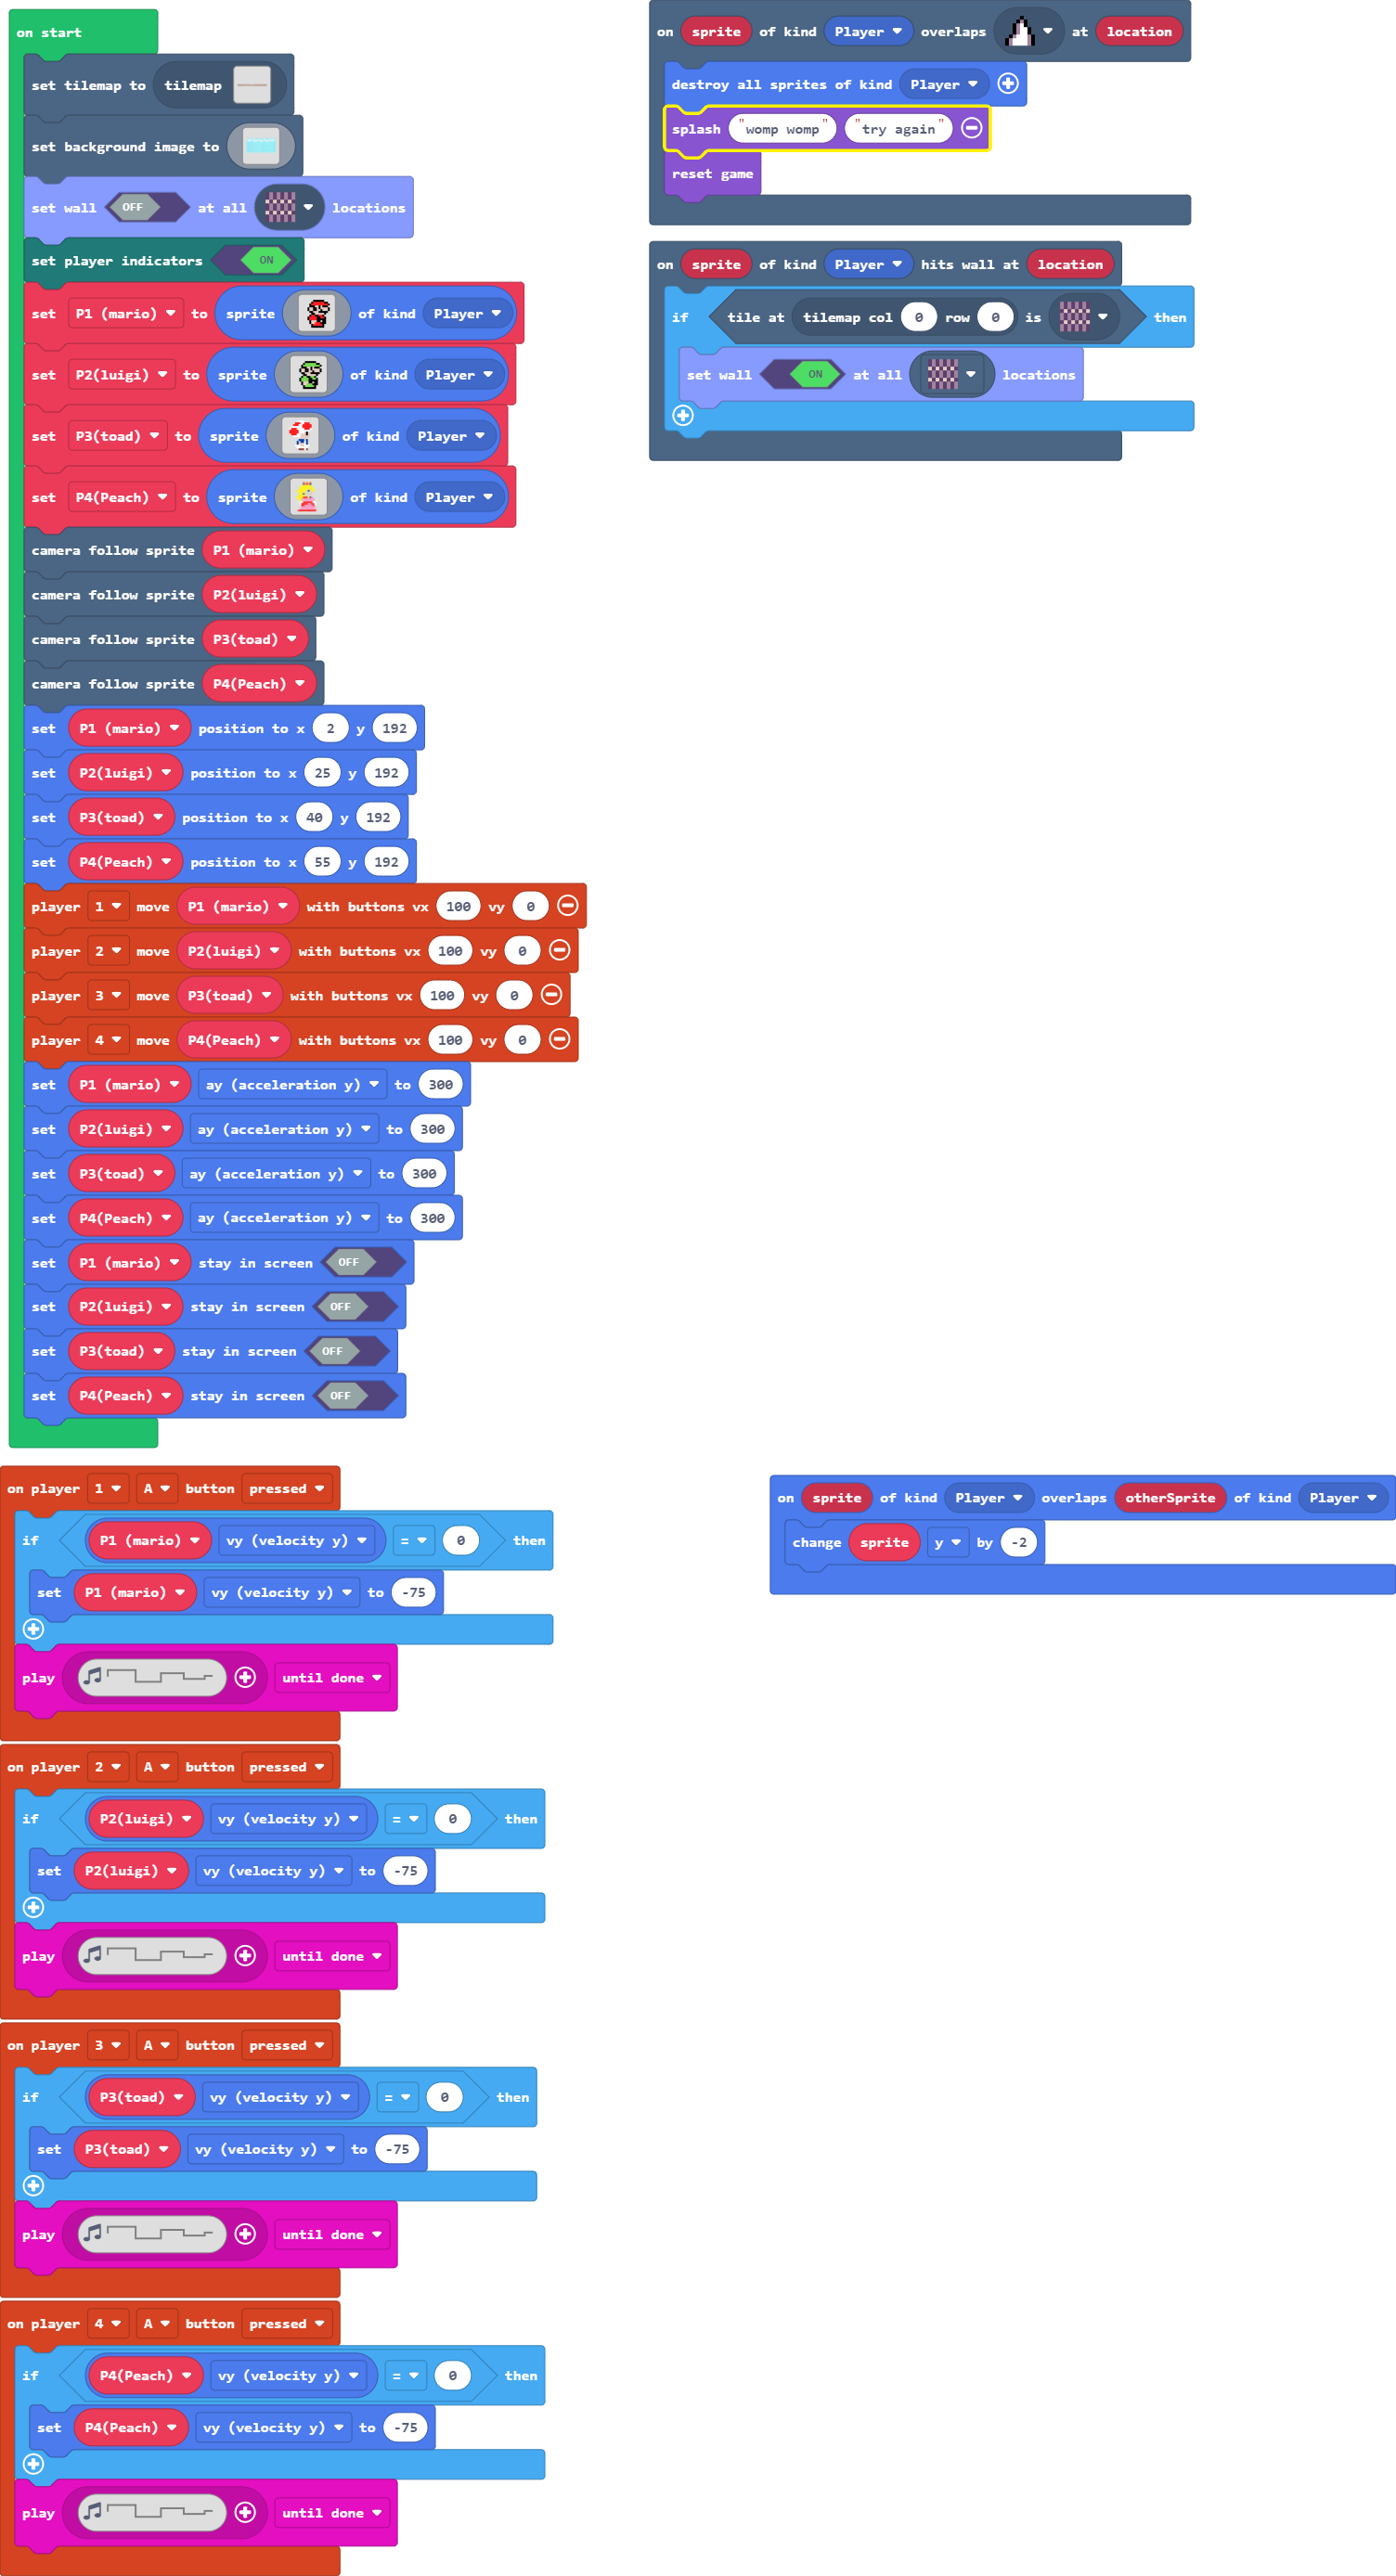 on start
set tilemap to tilemap
set background image to
set wall OFF at all locations
set player indicators ON
set P1 (mario) to sprite of kind Player
set P2(luigi) to sprite of kind Player
set P3(toad) to sprite of kind Player
set P4(Peach) to sprite of kind Player
camera follow sprite P1 (mario)
camera follow sprite P2(luigi)
camera follow sprite P3(toad)
camera follow sprite P4(Peach)
set P1 (mario) position to x 2 y 192
set P2(luigi) position to x 25 y 192
set P3(toad) position to x 40 y 192
set P4(Peach) position to x 55 y 192
player 1 move P1 (mario) with buttons vx 100 vy 0
player 2 move P2(luigi) with buttons vx 100 vy 0
player 3 move P3(toad) with buttons vx 100 vy 0
player 4 move P4(Peach) with buttons vx 100 vy 0
set P1 (mario) ay (acceleration y) to 300
set P2(luigi) ay (acceleration y) to 300
set P3(toad) ay (acceleration y) to 300
set P4(Peach) ay (acceleration y) to 300
set P1 (mario) stay in screen OFF
set P2(luigi) stay in screen OFF
set P3(toad) stay in screen OFF
set P4(Peach) stay in screen OFF
on sprite of kind Player overlaps at location
destroy all sprites of kind Player
splash "womp womp" "try again"
reset game
on sprite of kind Player hits wall at location
if tile at tilemap col 0 row 0 is then
set wall ON at all locations
on player 1 A button pressed
if P1 (mario) vy (velocity y) = 0 then
set P1 (mario) vy (velocity y) to -75
play until done
on player 2 A button pressed
if P2(luigi) vy (velocity y) = 0 then
set P2(luigi) vy (velocity y) to -75
play until done
on player 3 A button pressed
if P3(toad) vy (velocity y) = 0 then
set P3(toad) vy (velocity y) to -75
play until done
on player 4 A button pressed
if P4(Peach) vy (velocity y) = 0 then
set P4(Peach) vy (velocity y) to -75
play until done
on sprite of kind Player overlaps otherSprite of kind Player
change sprite y by -2